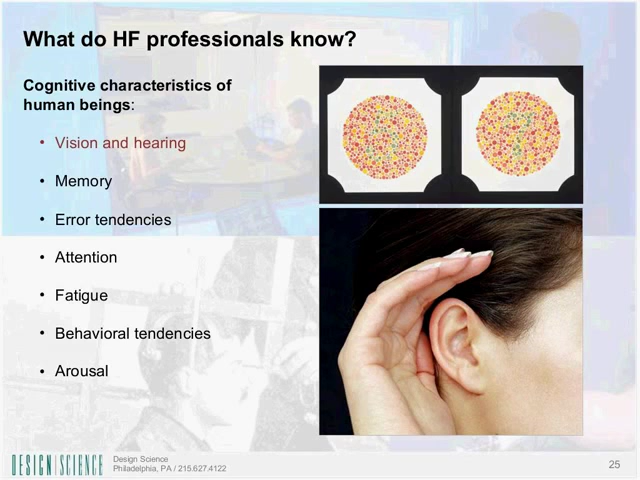 What do HF professionals know?
Cognitive characteristics of
human beings:
• Vision and hearing
• Memory
• Error tendencies
• Attention
• Fatigue
• Behavioral tendencies
• Arousal
DESIGN|SCIENCE
Design Science
Philadelphia, PA / 215.627.4122
25